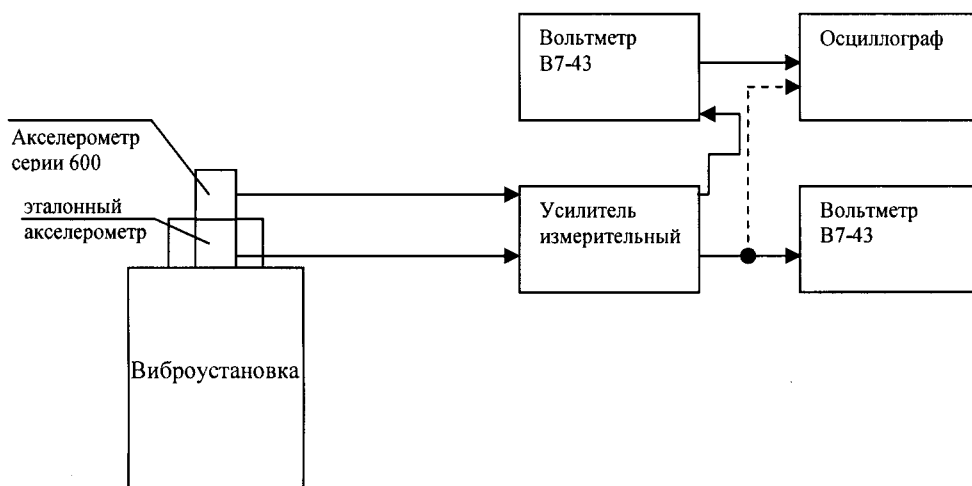 Вольтметр
В7-43
Осциллограф
Акселерометр
серии 600
эталонный
акселерометр
Усилитель
измерительный
Вольтметр
В7-43
Виброустановка